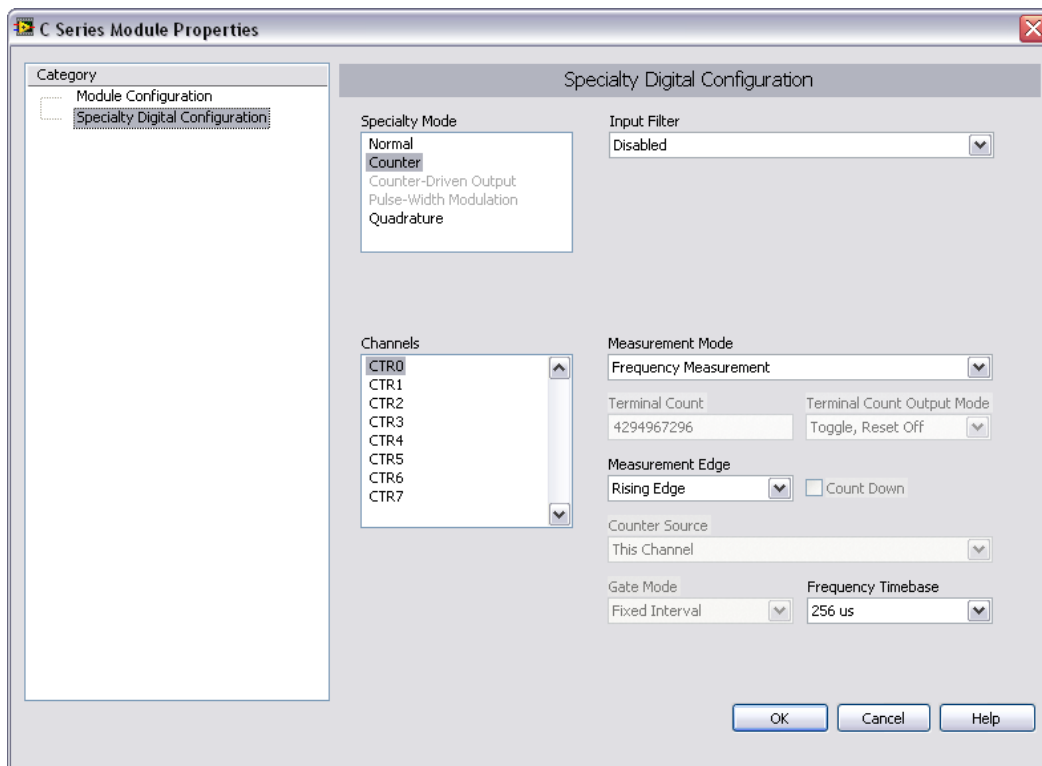 C Series Module Properties
Category
Module Configuration
Specialty Digital Configuration
Specialty Digital Configuration
Specialty Mode
Normal
Counter
Counter-Driven Output
Pulse-Width Modulation
Quadrature
Input Filter
Disabled
Channels
CTR0
CTR1
CTR2
CTR3
CTR4
CTR5
CTR6
CTR7
Measurement Mode
Frequency Measurement
Terminal Count
4294967296
Terminal Count Output Mode
Toggle, Reset Off
Measurement Edge
Rising Edge
Count Down
Counter Source
This Channel
Gate Mode
Fixed Interval
Frequency Timebase
256 us
OK
Cancel
Help